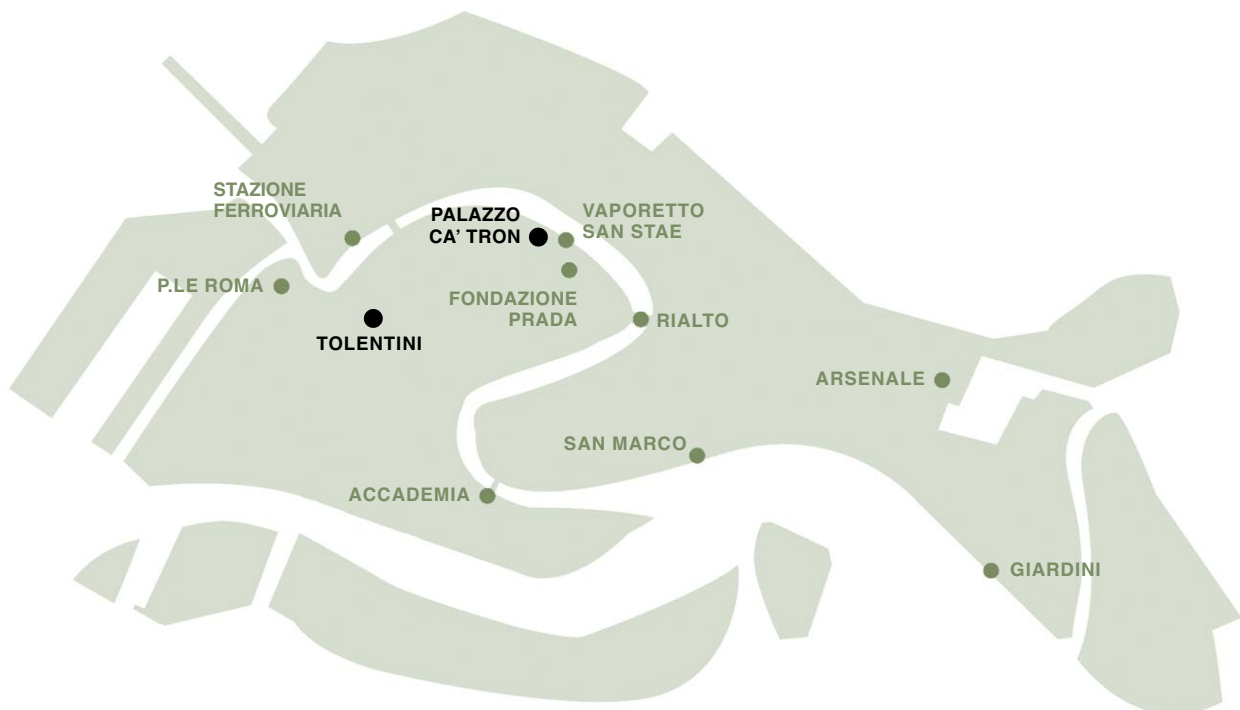 STAZIONE
FERROVIARIA
PALAZZO
CA’ TRON
VAPORETTO
SAN STAE
P.LE ROMA
FONDAZIONE
PRADA
RIALTO
TOLENTINI
ARSENALE
SAN MARCO
ACCADEMIA
GIARDINI